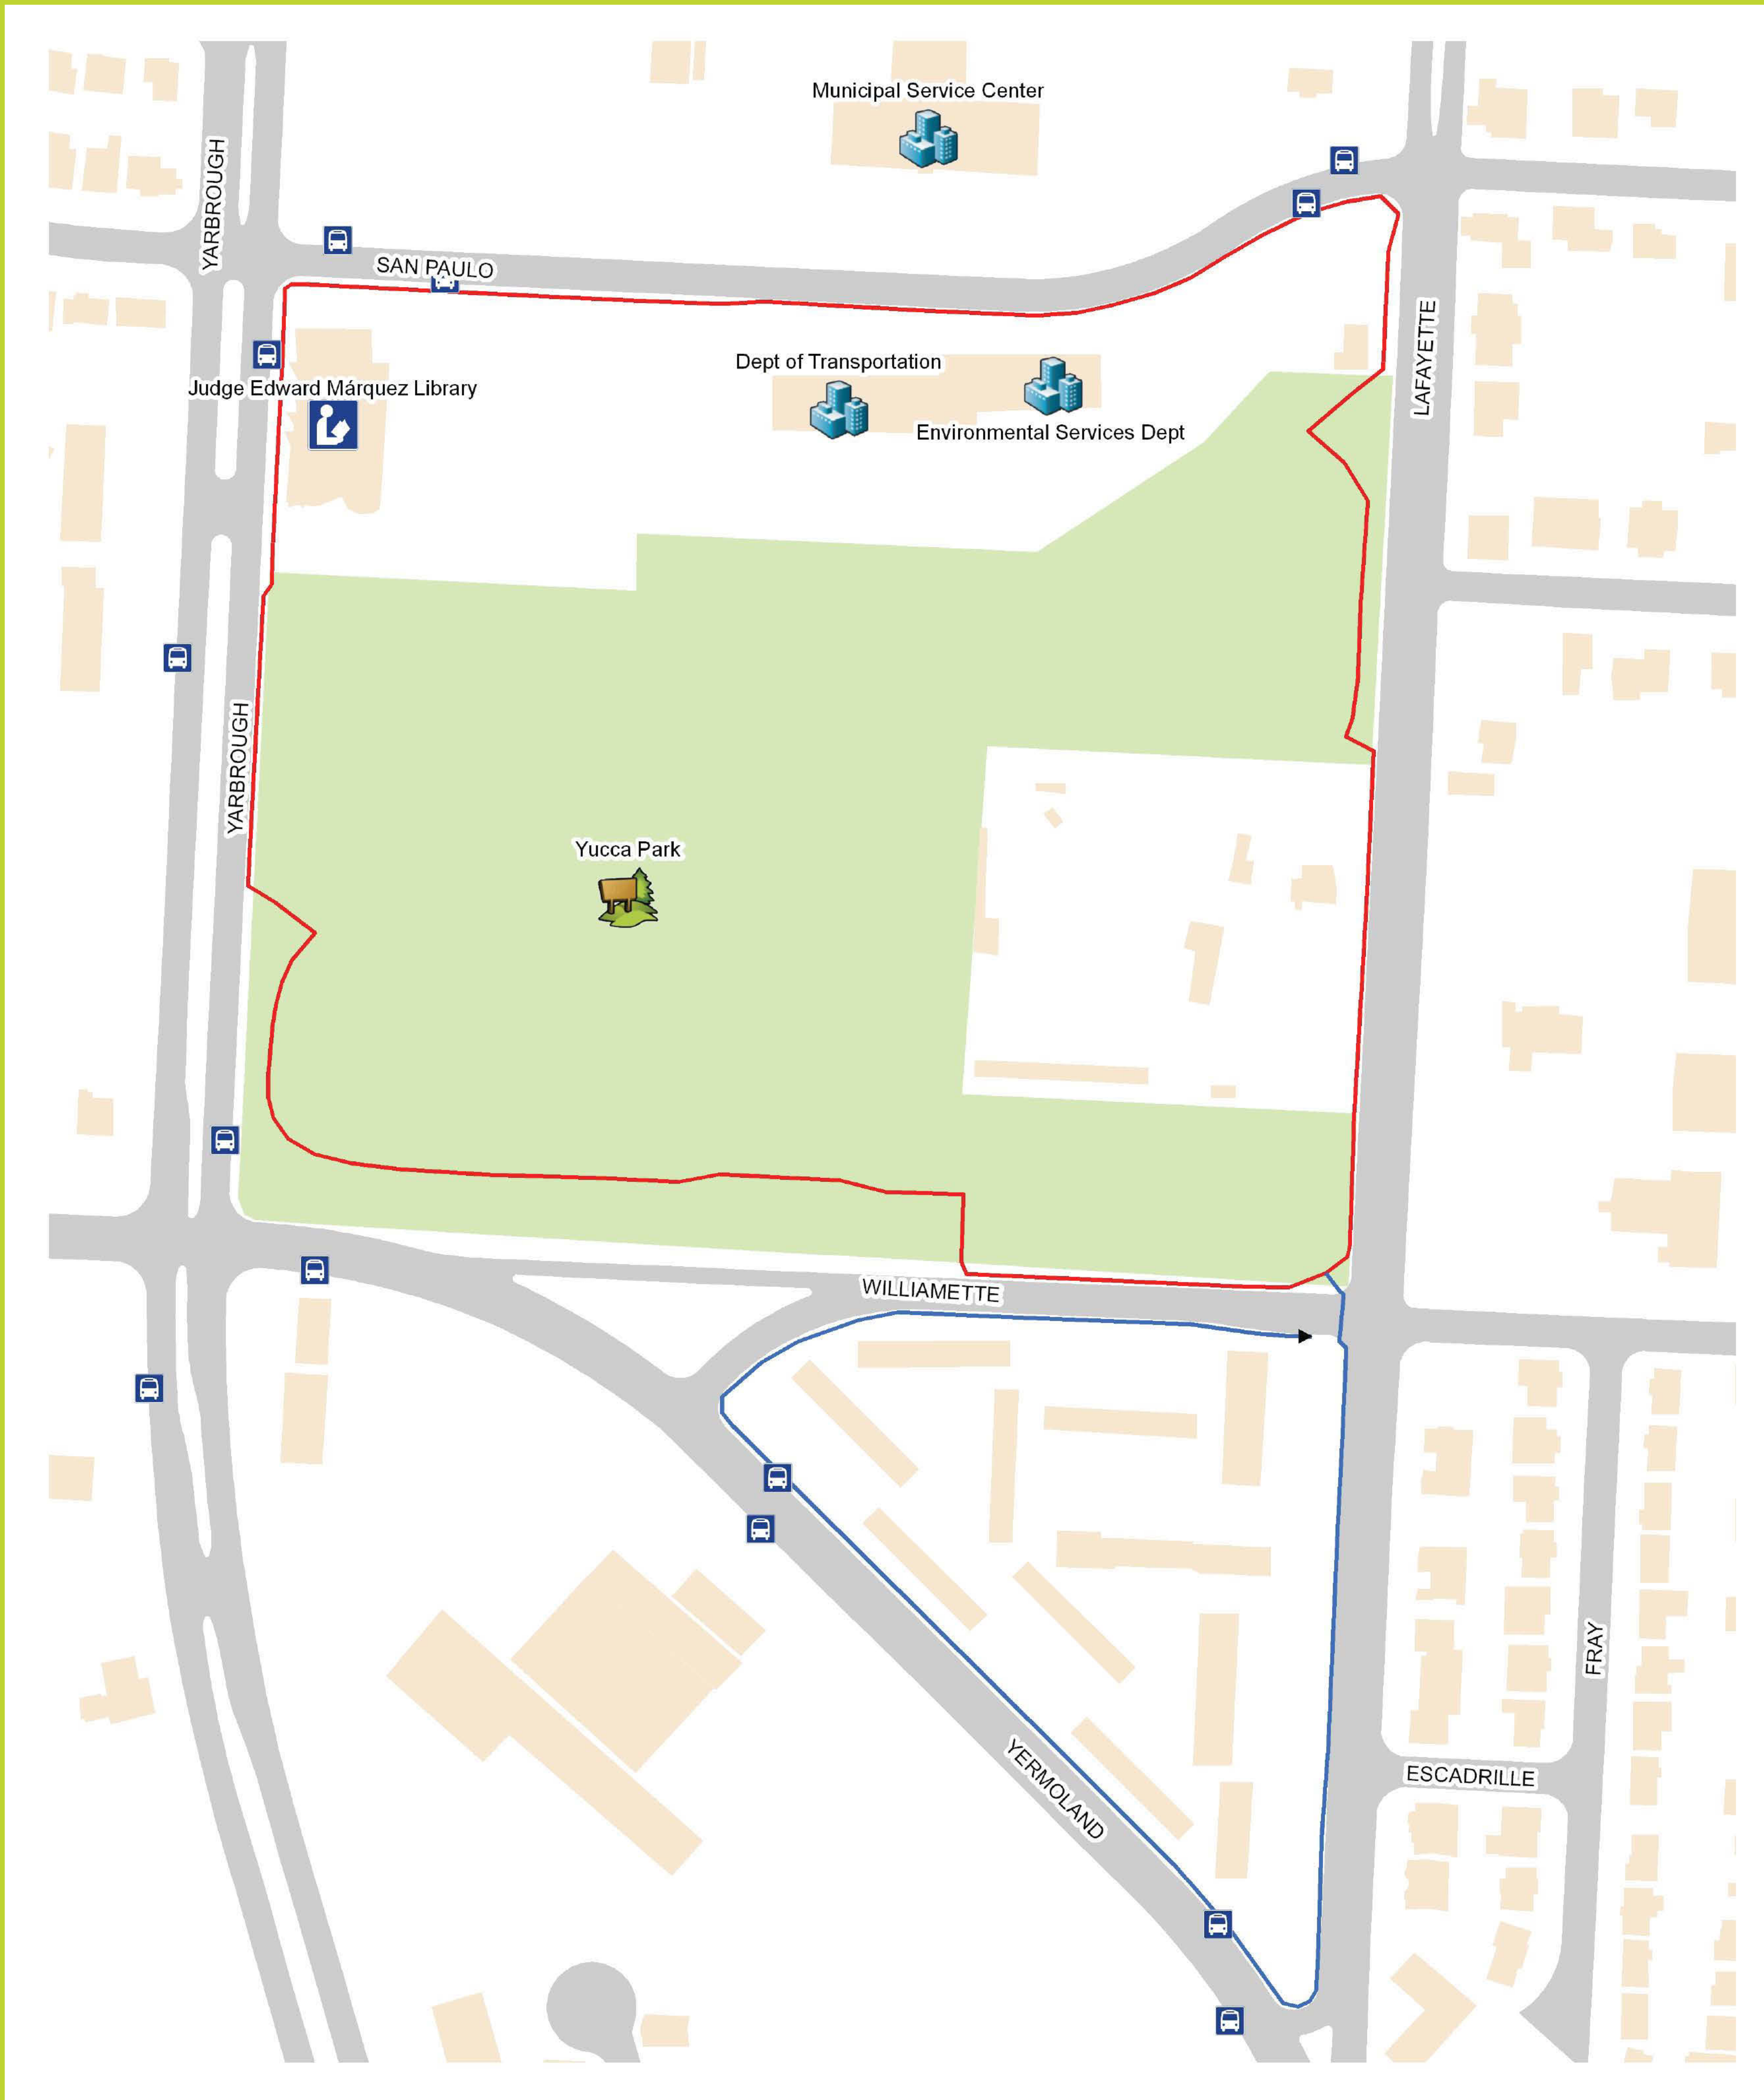 Municipal Service Center
YARBROUGH
SAN PAULO
LAFAYETTE
Dept of Transportation
Judge Edward Márquez Library
Environmental Services Dept
YARBROUGH
Yucca Park
WILLIAMETTE
FRAY
YERMOLAND
ESCADRILLE